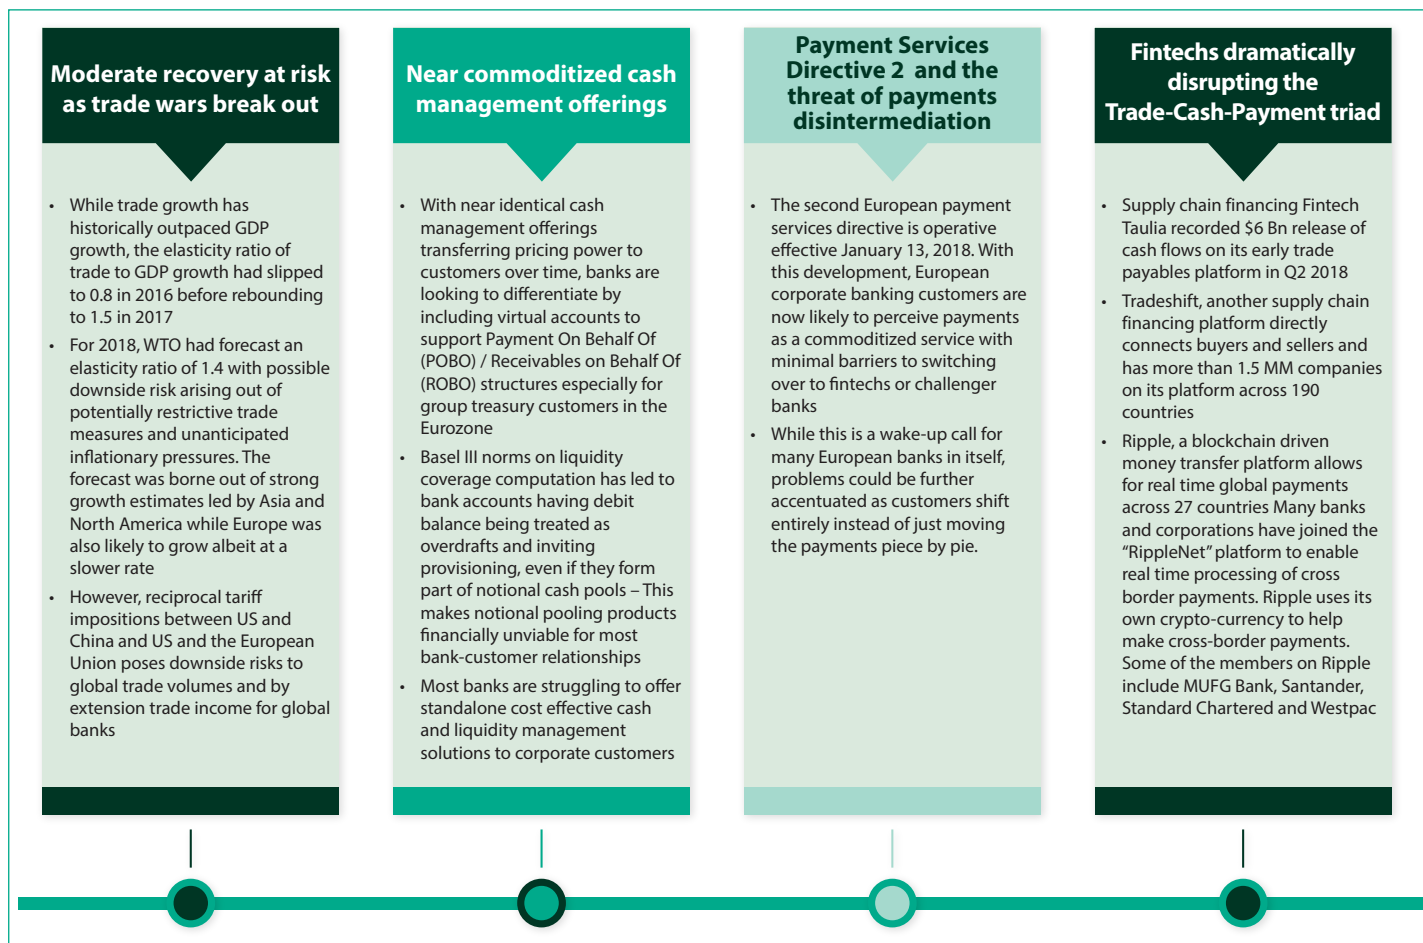 Moderate recovery at risk
as trade wars break out
• While trade growth has
historically outpaced GDP
growth, the elasticity ratio of
trade to GDP growth had slipped
to 0.8 in 2016 before rebounding
to 1.5 in 2017
• For 2018, WTO had forecast an
elasticity ratio of 1.4 with possible
downside risk arising out of
potentially restrictive trade
measures and unanticipated
inflationary pressures. The
forecast was borne out of strong
growth estimates led by Asia and
North America while Europe was
also likely to grow albeit at a
slower rate
• However, reciprocal tariff
impositions between US and
China and US and the European
Union poses downside risks to
global trade volumes and by
extension trade income for global
banks
Near commoditized cash
management offerings
• With near identical cash
management offerings
transferring pricing power to
customers over time, banks are
looking to differentiate by
including virtual accounts to
support Payment On Behalf Of
(POBO) / Receivables on Behalf Of
(ROBO) structures especially for
group treasury customers in the
Eurozone
• Basel III norms on liquidity
coverage computation has led to
bank accounts having debit
balance being treated as
overdrafts and inviting
provisioning, even if they form
part of notional cash pools – This
makes notional pooling products
financially unviable for most
bank-customer relationships
• Most banks are struggling to offer
standalone cost effective cash
and liquidity management
solutions to corporate customers
Payment Services
Directive 2 and the
threat of payments
disintermediation
• The second European payment
services directive is operative
effective January 13, 2018. With
this development, European
corporate banking customers are
now likely to perceive payments
as a commoditized service with
minimal barriers to switching
over to fintechs or challenger
banks
• While this is a wake-up call for
many European banks in itself,
problems could be further
accentuated as customers shift
entirely instead of just moving
the payments piece by pie.
Fintechs dramatically
disrupting the
Trade-Cash-Payment triad
• Supply chain financing Fintech
Taulia recorded $6 Bn release of
cash flows on its early trade
payables platform in Q2 2018
• Tradeshift, another supply chain
financing platform directly
connects buyers and sellers and
has more than 1.5 MM companies
on its platform across 190
countries
• Ripple, a blockchain driven
money transfer platform allows
for real time global payments
across 27 countries Many banks
and corporations have joined the
“RippleNet” platform to enable
real time processing of cross
border payments. Ripple uses its
own crypto-currency to help
make cross-border payments.
Some of the members on Ripple
include MUFG Bank, Santander,
Standard Chartered and Westpac